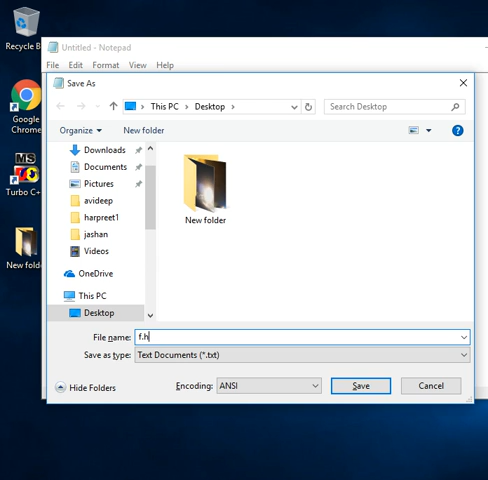 Recycle B
Untitled - Notepad
File Edit Format View Help
Save As
This PC Desktop
Search Desktop
Organize New folder
Google Chrome
MS
Turbo C+
New fold
Downloads
Documents
Pictures
avideep
harpreet1
jashan
Videos
OneDrive
This PC
Desktop
New folder
File name: f.h
Save as type: Text Documents (*.txt)
Hide Folders Encoding: ANSI Save Cancel